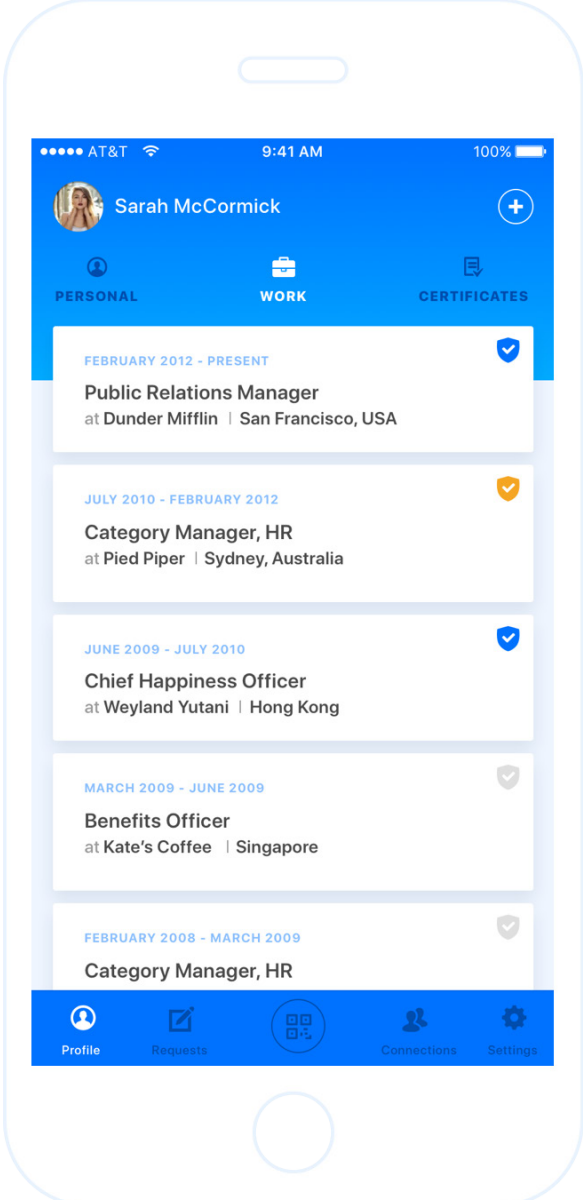 AT&T 9:41 AM 100%
Sarah McCormick
PERSONAL WORK CERTIFICATES
FEBRUARY 2012 - PRESENT
Public Relations Manager
at Dunder Mifflin | San Francisco, USA
JULY 2010 - FEBRUARY 2012
Category Manager, HR
at Pied Piper | Sydney, Australia
JUNE 2009 - JULY 2010
Chief Happiness Officer
at Weyland Yutani | Hong Kong
MARCH 2009 - JUNE 2009
Benefits Officer
at Kate's Coffee | Singapore
FEBRUARY 2008 - MARCH 2009
Category Manager, HR
Profile Requests Connections Settings